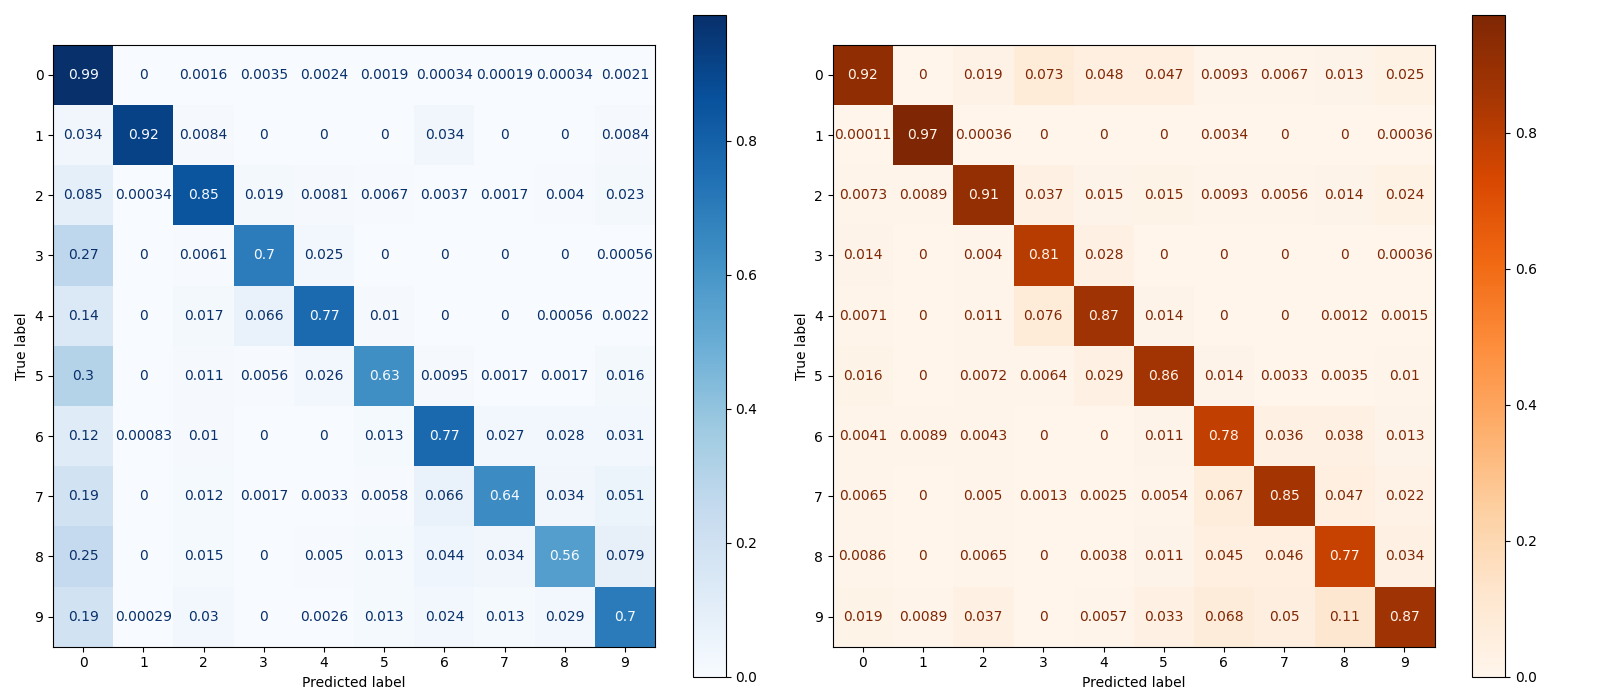 0 0.99 0 0.0016 0.0035 0.0024 0.0019 0.00034 0.00019 0.00034 0.0021
1 0.034 0.92 0.0084 0 0 0 0.034 0 0 0.0084
2 0.085 0.00034 0.85 0.019 0.0081 0.0067 0.0037 0.0017 0.004 0.023
3 0.27 0 0.0061 0.7 0.025 0 0 0 0 0.00056
4 0.14 0 0.017 0.066 0.77 0.01 0 0 0.00056 0.0022
5 0.3 0 0.011 0.0056 0.026 0.63 0.0095 0.0017 0.0017 0.016
6 0.12 0.00083 0.01 0 0 0.013 0.77 0.027 0.028 0.031
7 0.19 0 0.012 0.0017 0.0033 0.0058 0.066 0.64 0.034 0.051
8 0.25 0 0.015 0 0.005 0.013 0.044 0.034 0.56 0.079
9 0.19 0.00029 0.03 0 0.0026 0.013 0.024 0.013 0.029 0.7
0 1 2 3 4 5 6 7 8 9
Predicted label
True label
0.8
0.6
0.4
0.2
0.0
0 0.92 0 0.019 0.073 0.048 0.047 0.0093 0.0067 0.013 0.025
1 0.00011 0.97 0.00036 0 0 0 0.0034 0 0 0.00036
2 0.0073 0.0089 0.91 0.037 0.015 0.015 0.0093 0.0056 0.014 0.024
3 0.014 0 0.004 0.81 0.028 0 0 0 0 0.00036
4 0.0071 0 0.011 0.076 0.87 0.014 0 0 0.0012 0.0015
5 0.016 0 0.0072 0.0064 0.029 0.86 0.014 0.0033 0.0035 0.01
6 0.0041 0.0089 0.0043 0 0 0.011 0.78 0.036 0.038 0.013
7 0.0065 0 0.005 0.0013 0.0025 0.0054 0.067 0.85 0.047 0.022
8 0.0086 0 0.0065 0 0.0038 0.011 0.045 0.046 0.77 0.034
9 0.019 0.0089 0.037 0 0.0057 0.033 0.068 0.05 0.11 0.87
0 1 2 3 4 5 6 7 8 9
Predicted label
True label
0.8
0.6
0.4
0.2
0.0